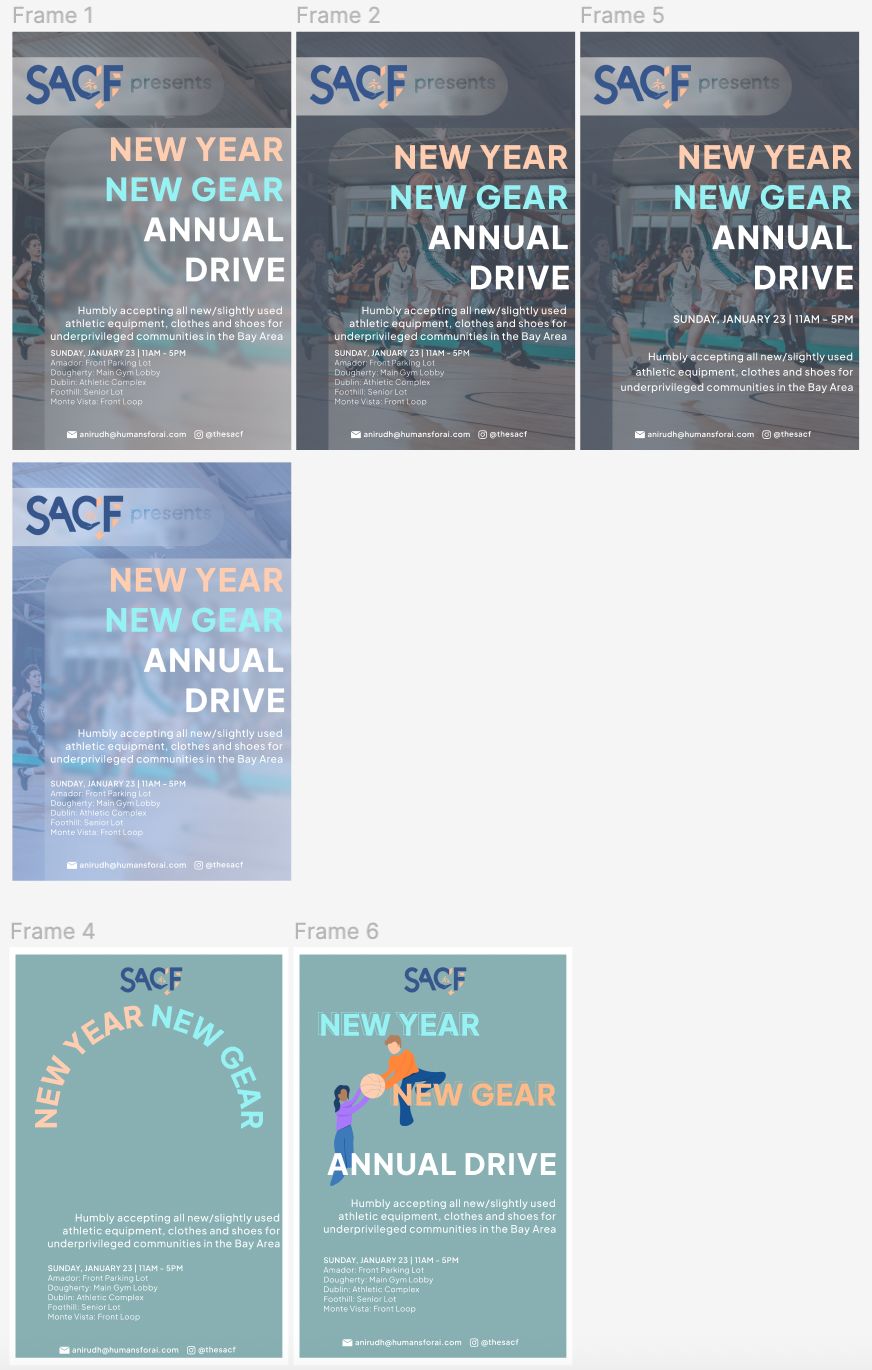 Frame 1
SACF presents
NEW YEAR
NEW GEAR
ANNUAL
DRIVE
Humbly accepting all new/slightly used
athletic equipment, clothes and shoes for
underprivileged communities in the Bay Area
SUNDAY, JANUARY 23 | 11AM – 5PM
Amador: Front Parking Lot
Dougherty: Main Gym Lobby
Dublin: Athletic Complex
Foothill: Senior Lot
Monte Vista: Front Loop
anirudh@humansforai.com @thesacf
Frame 2
SACF presents
NEW YEAR
NEW GEAR
ANNUAL
DRIVE
Humbly accepting all new/slightly used
athletic equipment, clothes and shoes for
underprivileged communities in the Bay Area
SUNDAY, JANUARY 23 | 11AM – 5PM
Amador: Front Parking Lot
Dougherty: Main Gym Lobby
Dublin: Athletic Complex
Foothill: Senior Lot
Monte Vista: Front Loop
anirudh@humansforai.com @thesacf
Frame 5
SACF presents
NEW YEAR
NEW GEAR
ANNUAL
DRIVE
SUNDAY, JANUARY 23 | 11AM – 5PM
Humbly accepting all new/slightly used
athletic equipment, clothes and shoes for
underprivileged communities in the Bay Area
anirudh@humansforai.com @thesacf
SACF presents
NEW YEAR
NEW GEAR
ANNUAL
DRIVE
Humbly accepting all new/slightly used
athletic equipment, clothes and shoes for
underprivileged communities in the Bay Area
SUNDAY, JANUARY 23 | 11AM – 5PM
Amador: Front Parking Lot
Dougherty: Main Gym Lobby
Dublin: Athletic Complex
Foothill: Senior Lot
Monte Vista: Front Loop
anirudh@humansforai.com @thesacf
Frame 4
SACF
NEW YEAR NEW GEAR
Humbly accepting all new/slightly used
athletic equipment, clothes and shoes for
underprivileged communities in the Bay Area
SUNDAY, JANUARY 23 | 11AM – 5PM
Amador: Front Parking Lot
Dougherty: Main Gym Lobby
Dublin: Athletic Complex
Foothill: Senior Lot
Monte Vista: Front Loop
anirudh@humansforai.com @thesacf
Frame 6
SACF
NEW YEAR
NEW GEAR
ANNUAL DRIVE
Humbly accepting all new/slightly used
athletic equipment, clothes and shoes for
underprivileged communities in the Bay Area
SUNDAY, JANUARY 23 | 11AM – 5PM
Amador: Front Parking Lot
Dougherty: Main Gym Lobby
Dublin: Athletic Complex
Foothill: Senior Lot
Monte Vista: Front Loop
anirudh@humansforai.com @thesacf